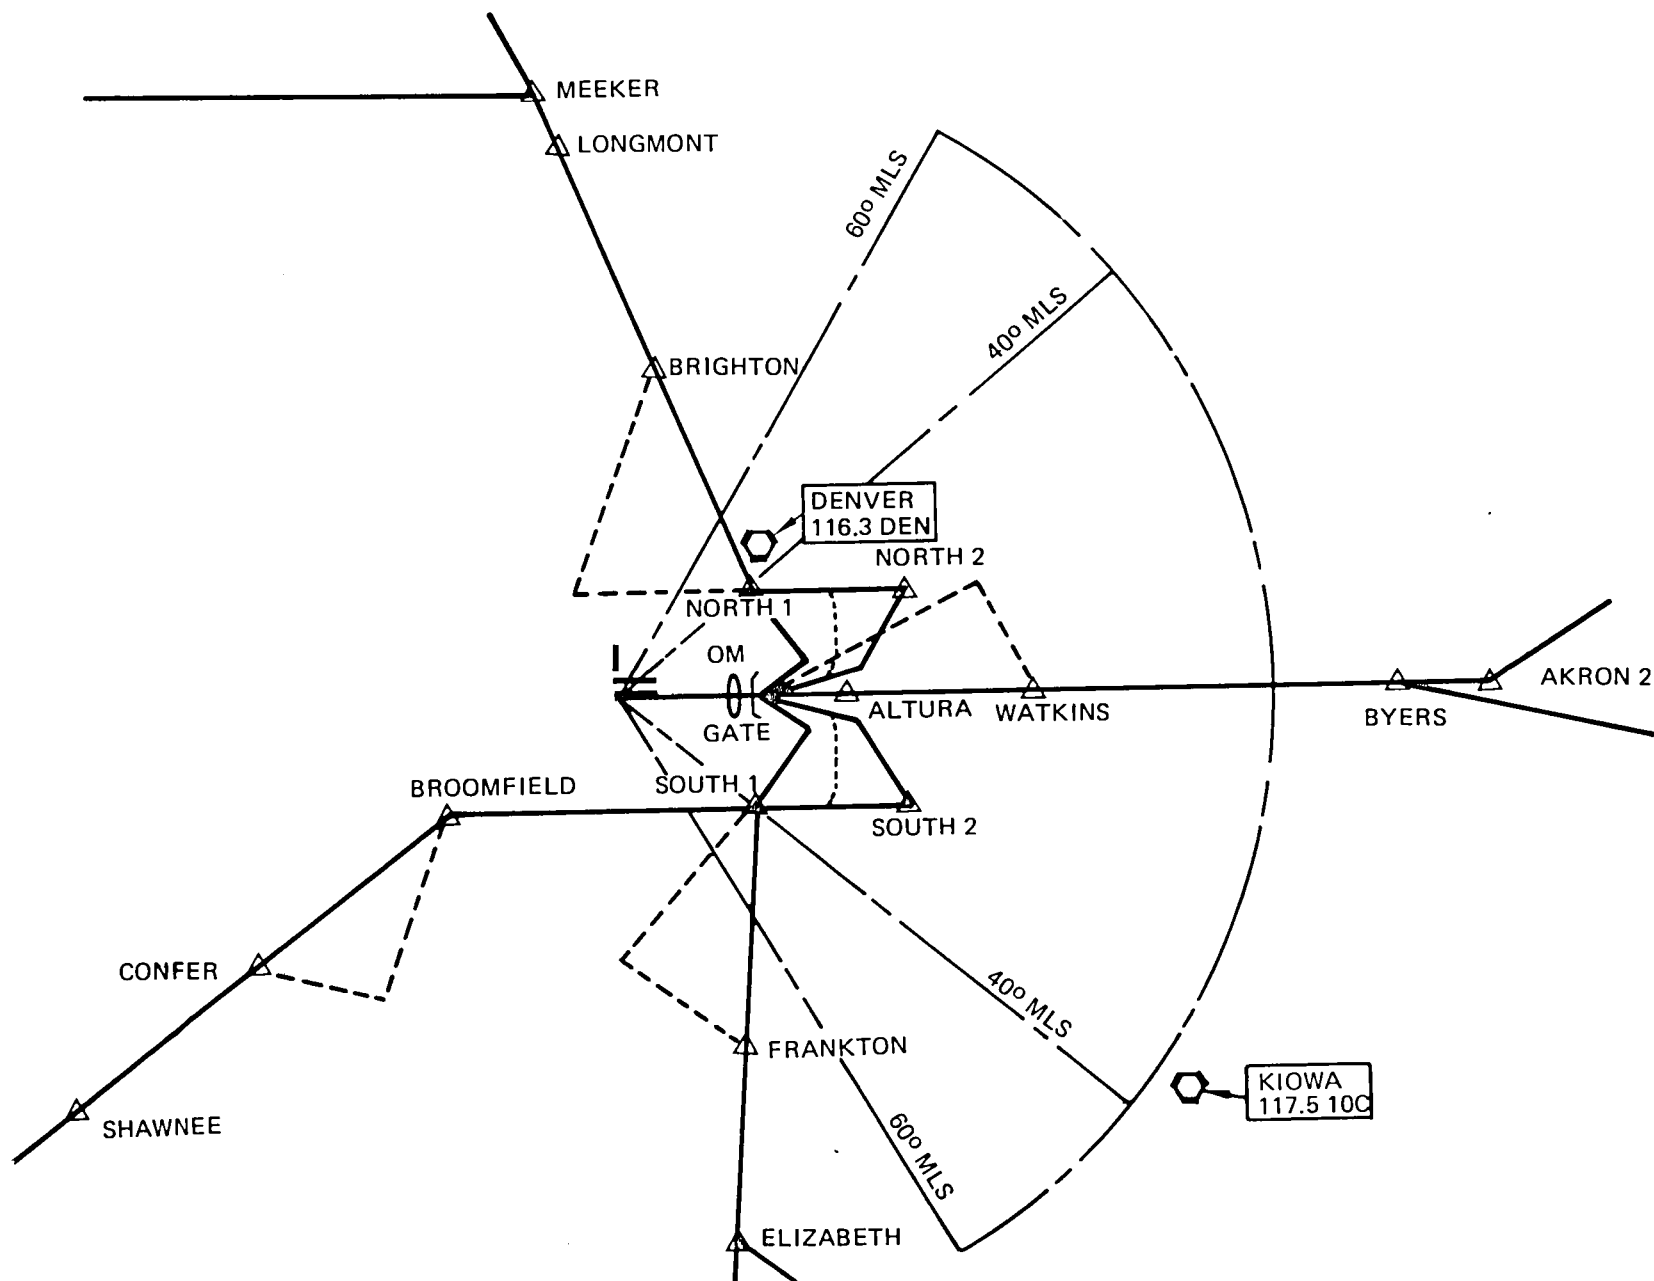 MEEKER
LONGMONT
60° MLS
40° MLS
BRIGHTON
DENVER
116.3 DEN
NORTH 2
NORTH 1
OM
GATE
ALTURA
WATKINS
AKRON 2
BYERS
BROOMFIELD
SOUTH 1
SOUTH 2
CONFER
40° MLS
FRANKTON
KIOWA
117.5 10C
SHAWNEE
60° MLS
ELIZABETH